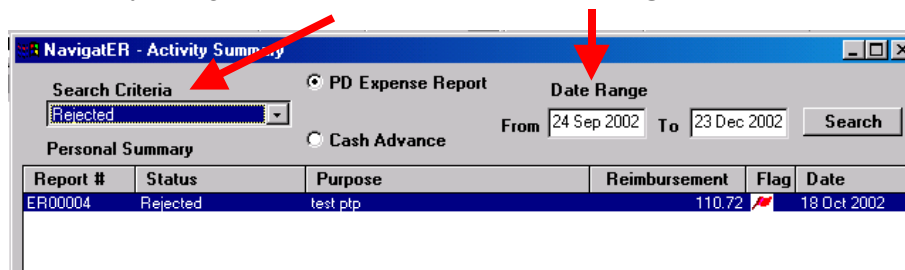 NavigatER - Activity Summary
Search Criteria PD Expense Report Date Range
Rejected From 24 Sep 2002 To 23 Dec 2002 Search
Cash Advance
Personal Summary
Report # Status Purpose Reimbursement Flag Date
ER00004 Rejected test ptp 110.72 18 Oct 2002